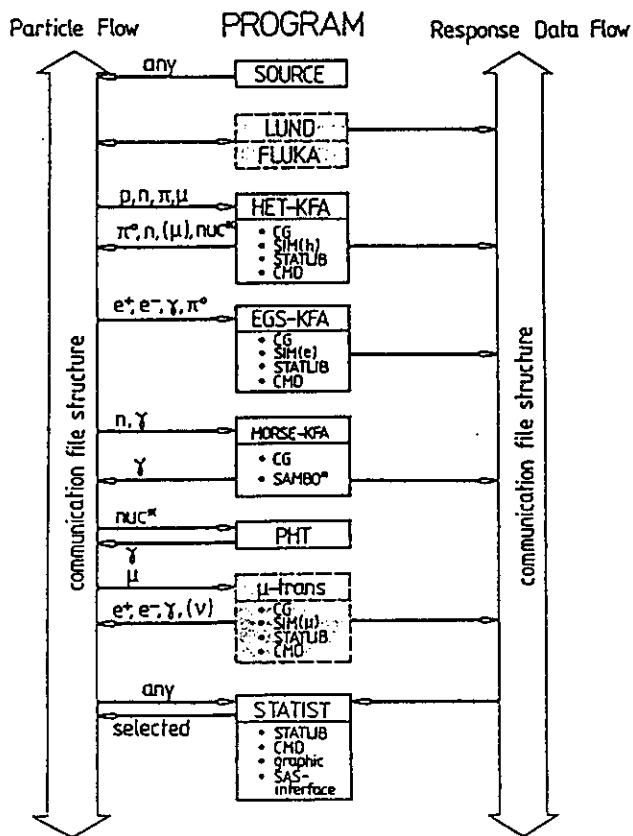 Particle Flow
PROGRAM
Response Data Flow
any
SOURCE
LUND
FLUKA
p, n, π, μ
HET-KFA
π°, n, (μ), nuc*
• CG
• SIM(h)
• STATLIB
• CMD
e⁺, e⁻, γ, π°
EGS-KFA
• CG
• SIM(e)
• STATLIB
• CMD
n, γ
MORSE-KFA
• CG
γ
• SAMBO*
nuc*
PHT
γ
μ
μ-trans
e⁺, e⁻, γ, (ν)
• CG
• SIM(μ)
• STATLIB
• CMD
any
STATIST
selected
• STATLIB
• CMD
• graphic
• SAS-
interface
communication file structure
communication file structure